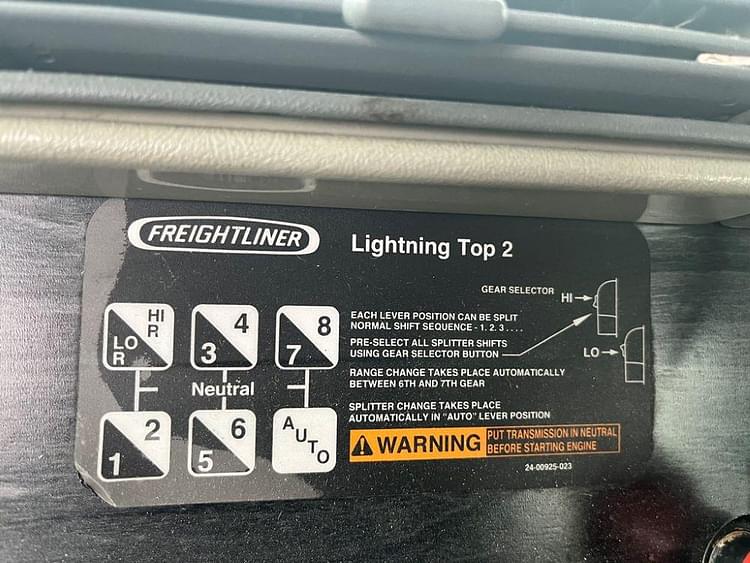 FREIGHTLINER
Lightning Top 2
GEAR SELECTOR
HI
LO
EACH LEVER POSITION CAN BE SPLIT
NORMAL SHIFT SEQUENCE - 1. 2. 3 . . . .
PRE-SELECT ALL SPLITTER SHIFTS
USING GEAR SELECTOR BUTTON
RANGE CHANGE TAKES PLACE AUTOMATICALLY
BETWEEN 6TH AND 7TH GEAR
SPLITTER CHANGE TAKES PLACE
AUTOMATICALLY IN "AUTO" LEVER POSITION
WARNING
PUT TRANSMISSION IN NEUTRAL
BEFORE STARTING ENGINE
24-00925-023
HI R
LO R
4
3
8
7
Neutral
2
1
6
5
AUTO